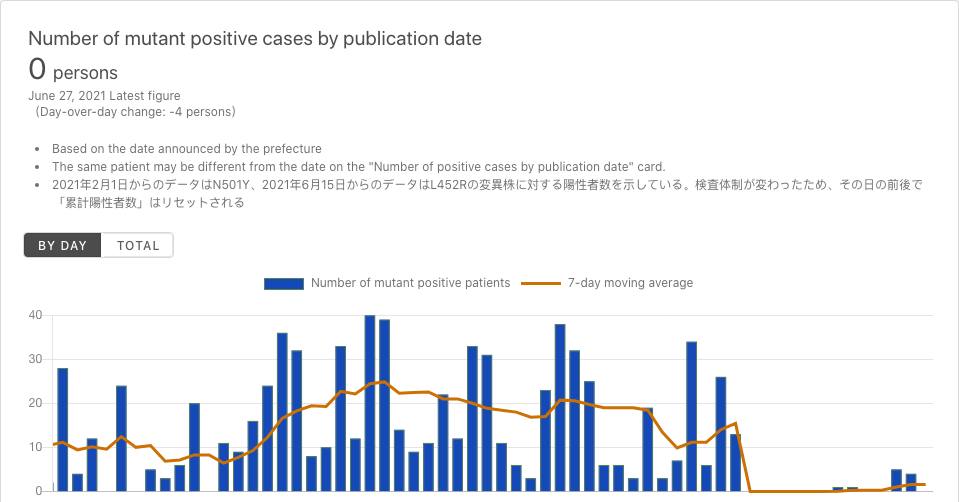 Number of mutant positive cases by publication date
0 persons
June 27, 2021 Latest figure
(Day-over-day change: -4 persons)
• Based on the date announced by the prefecture
• The same patient may be different from the date on the "Number of positive cases by publication date" card.
• 2021年2月1日からのデータはN501Y、2021年6月15日からのデータはL452Rの変異株に対する陽性者数を示している。検査体制が変わったため、その日の前後で
「累計陽性者数」はリセットされる
BY DAY TOTAL
Number of mutant positive patients 7-day moving average
40
30
20
10
0